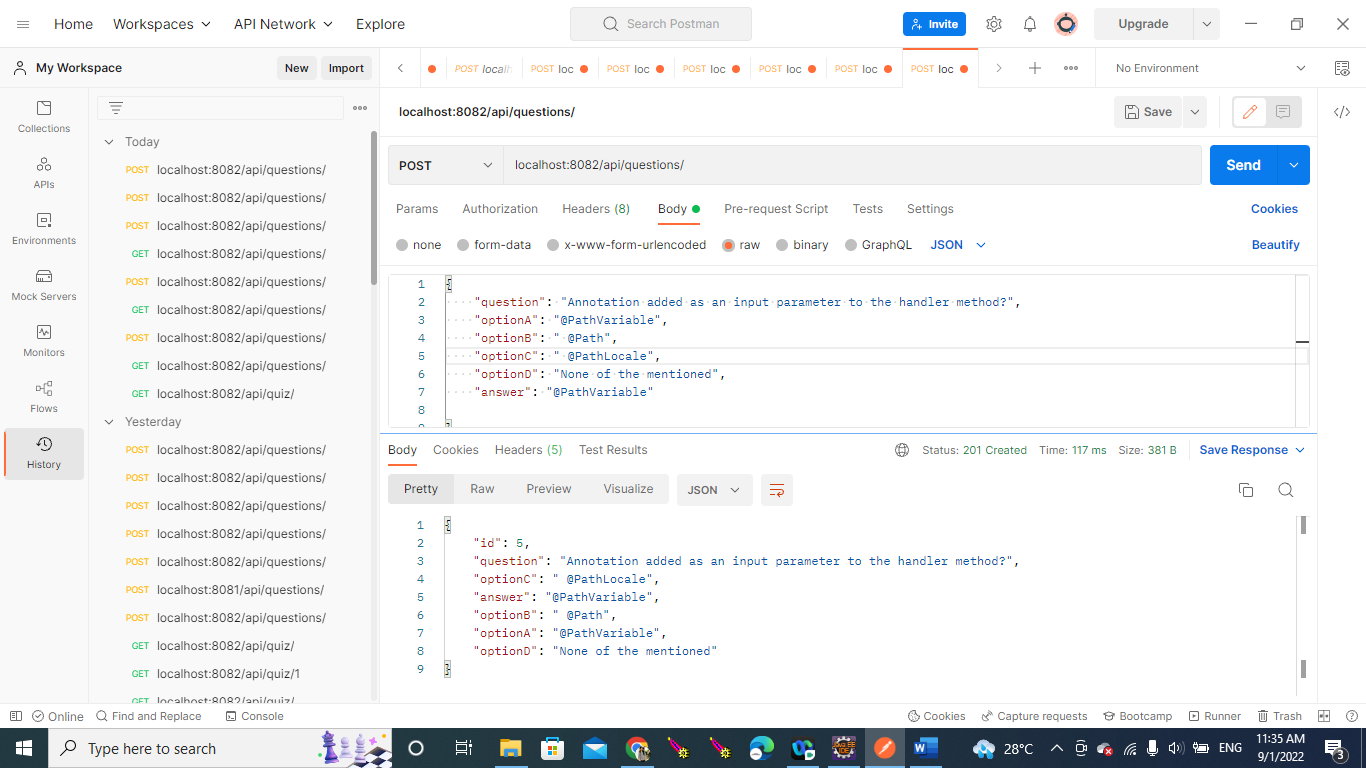 Home Workspaces API Network Explore Search Postman Invite Upgrade
My Workspace New Import POST localh POST loc POST loc POST loc POST loc POST loc POST loc No Environment
Collections
APIs
Environments
Mock Servers
Monitors
Flows
History
Today
POST localhost:8082/api/questions/
POST localhost:8082/api/questions/
POST localhost:8082/api/questions/
GET localhost:8082/api/questions/
POST localhost:8082/api/questions/
GET localhost:8082/api/questions/
POST localhost:8082/api/questions/
GET localhost:8082/api/questions/
GET localhost:8082/api/quiz/
Yesterday
POST localhost:8082/api/questions/
POST localhost:8082/api/questions/
POST localhost:8082/api/questions/
POST localhost:8082/api/questions/
POST localhost:8082/api/questions/
POST localhost:8081/api/questions/
POST localhost:8082/api/questions/
GET localhost:8082/api/quiz/
GET localhost:8082/api/quiz/1
GET localhost:8082/api/quiz/
localhost:8082/api/questions/ Save
POST localhost:8082/api/questions/ Send
Params Authorization Headers (8) Body Pre-request Script Tests Settings Cookies
none form-data x-www-form-urlencoded raw binary GraphQL JSON Beautify
1 {
2 "question": "Annotation added as an input parameter to the handler method?",
3 "optionA": "@PathVariable",
4 "optionB": " @Path",
5 "optionC": " @PathLocale",
6 "optionD": "None of the mentioned",
7 "answer": "@PathVariable"
8
9 }
Body Cookies Headers (5) Test Results Status: 201 Created Time: 117 ms Size: 381 B Save Response
Pretty Raw Preview Visualize JSON
1 {
2 "id": 5,
3 "question": "Annotation added as an input parameter to the handler method?",
4 "optionC": " @PathLocale",
5 "answer": "@PathVariable",
6 "optionB": " @Path",
7 "optionA": "@PathVariable",
8 "optionD": "None of the mentioned"
9 }
Online Find and Replace Console Cookies Capture requests Bootcamp Runner Trash
Type here to search 28°C ENG 11:35 AM
9/1/2022 3